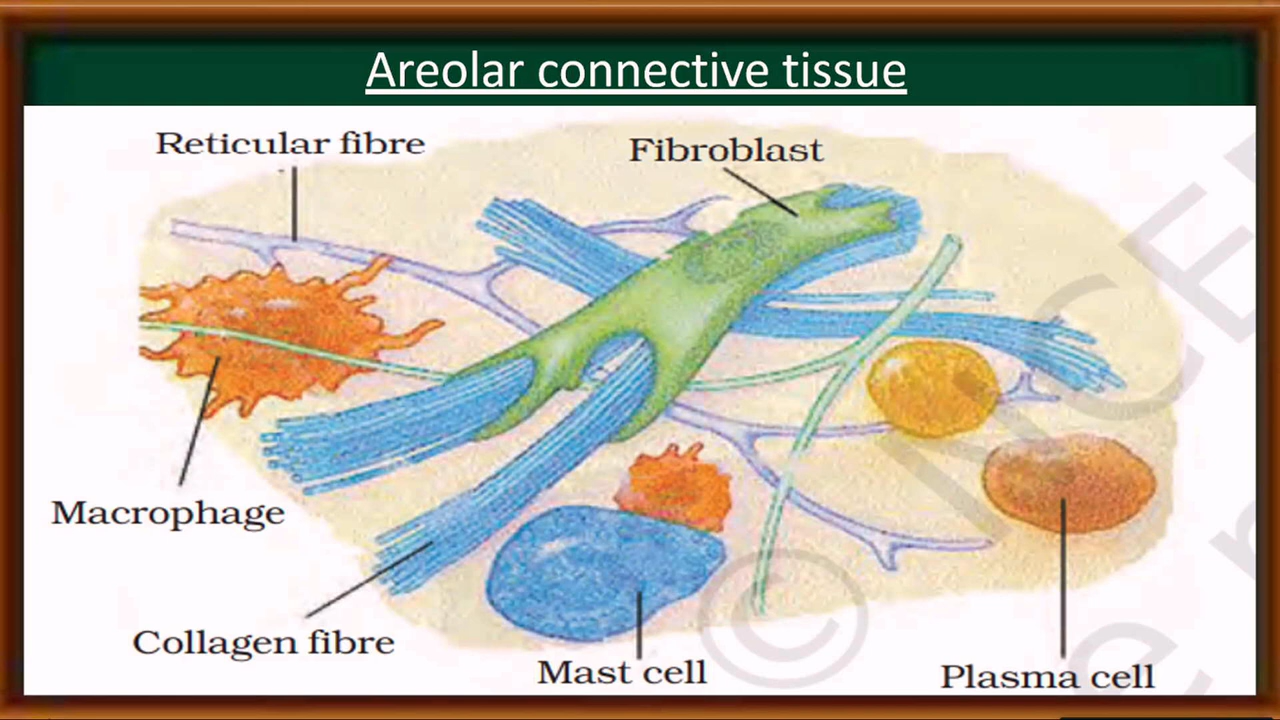 Areolar connective tissue
Reticular fibre
Fibroblast
Macrophage
Collagen fibre
Mast cell
Plasma cell